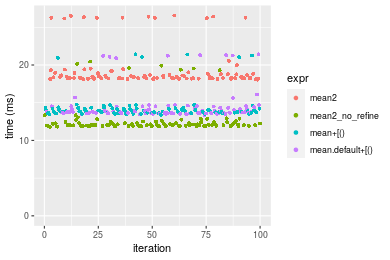 time (ms)
20
10
0
0
25
50
75
100
iteration
expr
mean2
mean2_no_refine
mean+[()
mean.default+[()